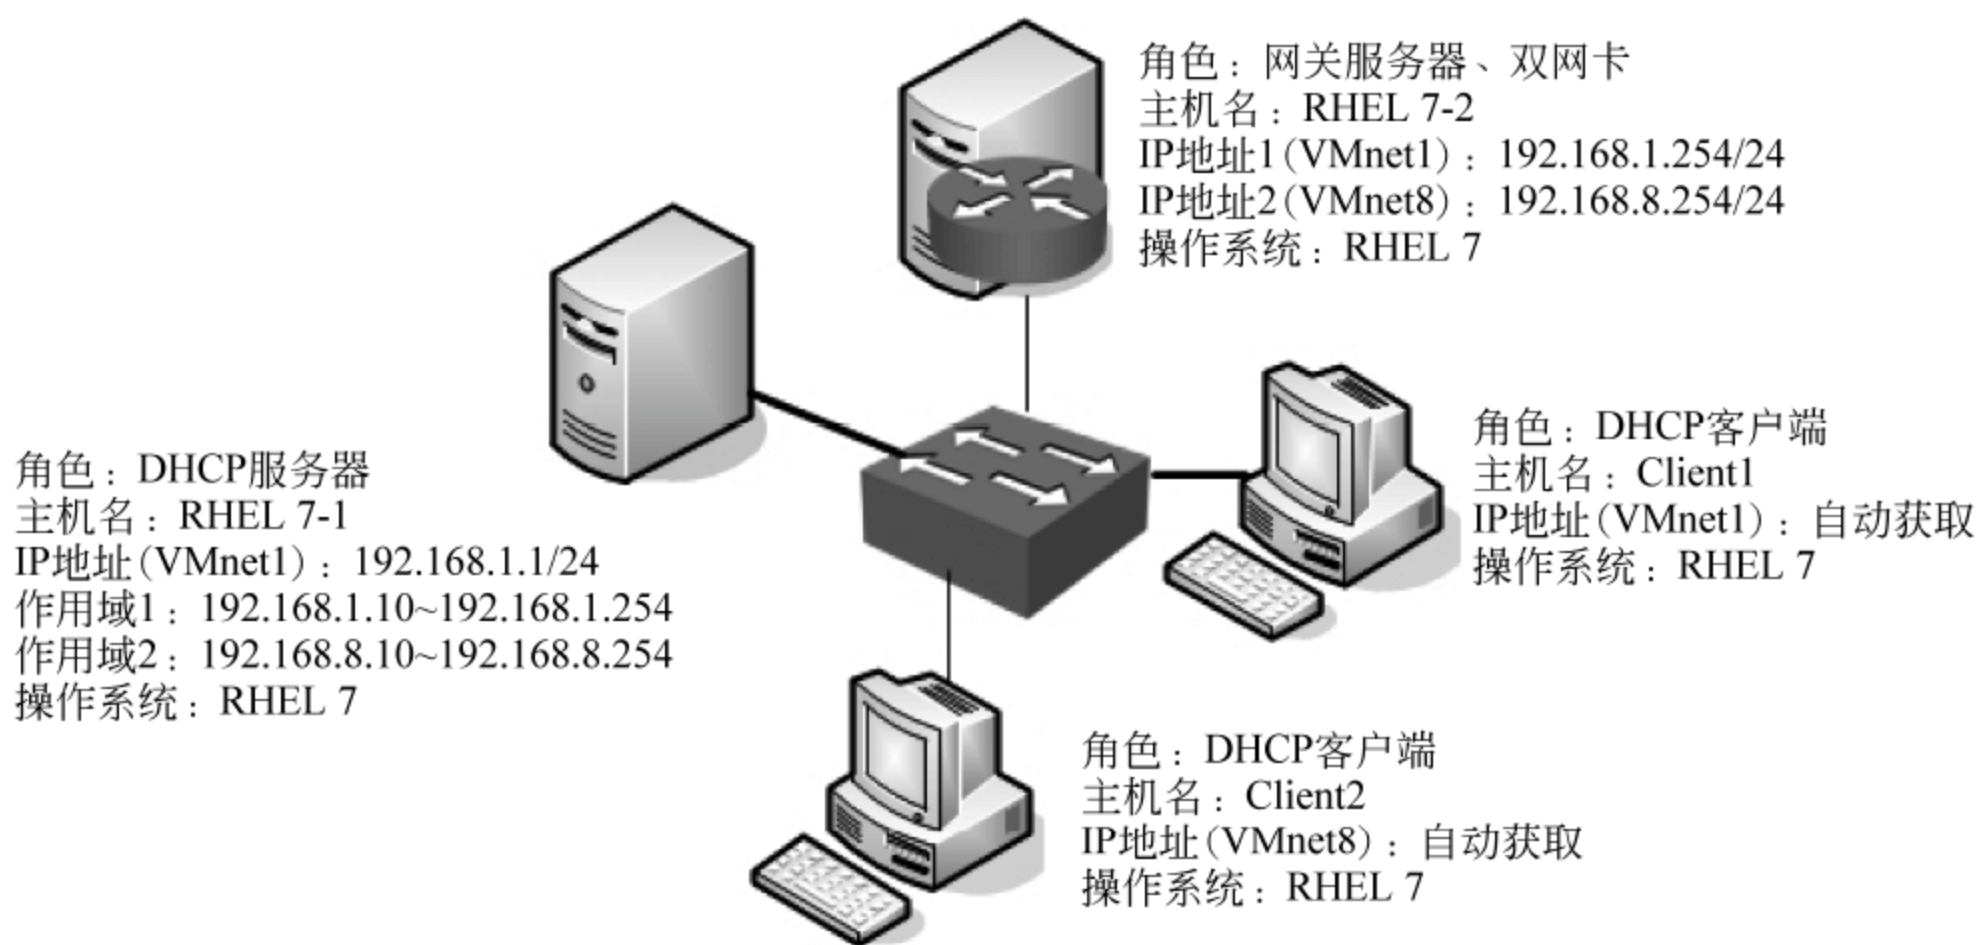 角色：网关服务器、双网卡
主机名：RHEL 7-2
IP地址1(VMnet1)：192.168.1.254/24
IP地址2(VMnet8)：192.168.8.254/24
操作系统：RHEL 7
角色：DHCP服务器
主机名：RHEL 7-1
IP地址(VMnet1)：192.168.1.1/24
作用域1：192.168.1.10~192.168.1.254
作用域2：192.168.8.10~192.168.8.254
操作系统：RHEL 7
角色：DHCP客户端
主机名：Client1
IP地址(VMnet1)：自动获取
操作系统：RHEL 7
角色：DHCP客户端
主机名：Client2
IP地址(VMnet8)：自动获取
操作系统：RHEL 7